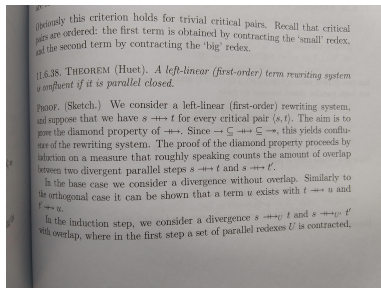 Obviously this criterion holds for trivial critical pairs. Recall that critical
pairs are ordered: the first term is obtained by contracting the 'small' redex,
and the second term by contracting the 'big' redex.
11.6.38. THEOREM (Huet). A left-linear (first-order) term rewriting system
is confluent if it is parallel closed.
PROOF. (Sketch.) We consider a left-linear (first-order) rewriting system,
and suppose that we have s ⇻ t for every critical pair (s, t). The aim is to
prove the diamond property of ⇻. Since → ⊆ ⇻ ⊆ ↠, this yields conflu-
ence of the rewriting system. The proof of the diamond property proceeds by
induction on a measure that roughly speaking counts the amount of overlap
between two divergent parallel steps s ⇻ t and s ⇻ t′.
In the base case we consider a divergence without overlap. Similarly to
the orthogonal case it can be shown that a term u exists with t ⇻ u and
t′ ⇻ u.
In the induction step, we consider a divergence s ⇻U t and s ⇻U′ t′
with overlap, where in the first step a set of parallel redexes U is contracted,